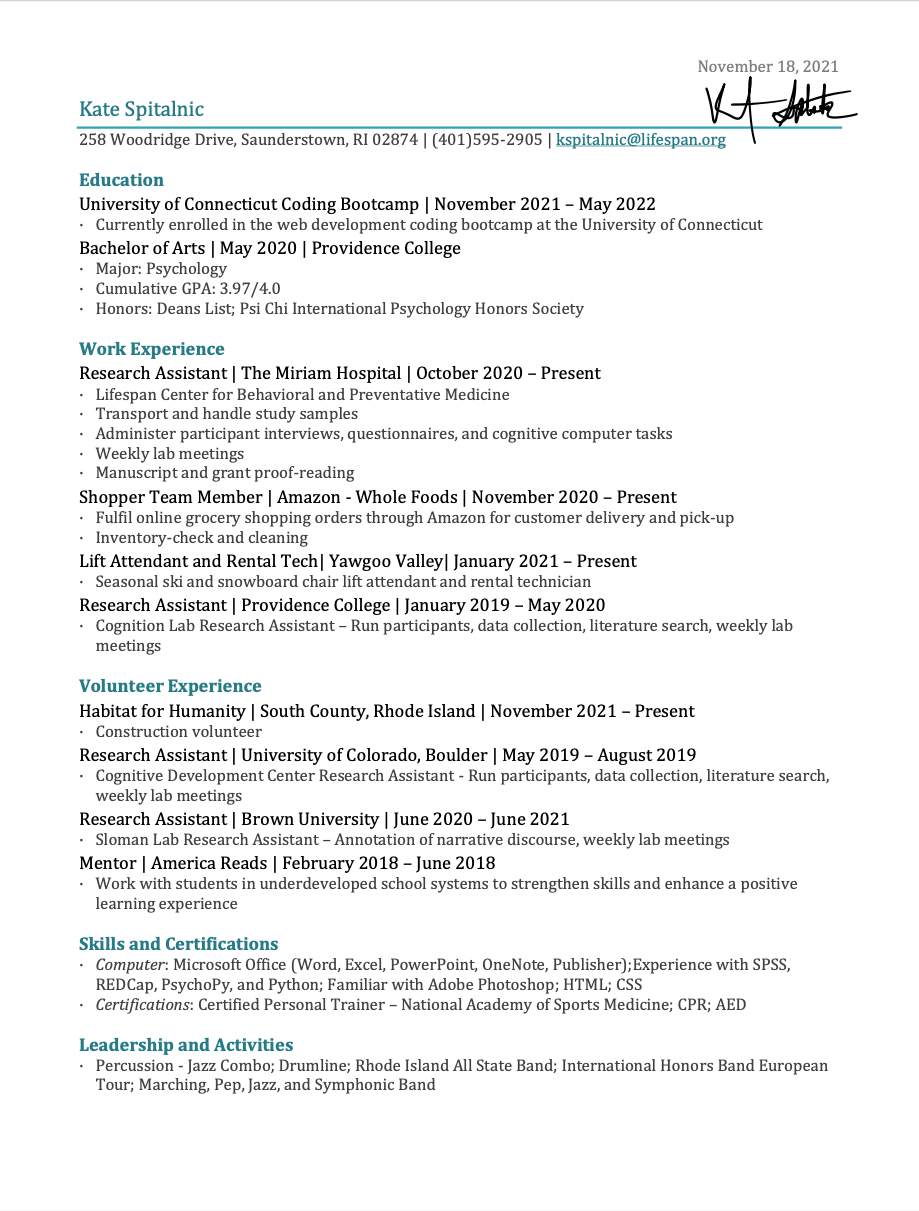 November 18, 2021
Kate Spitalnic
258 Woodridge Drive, Saunderstown, RI 02874 | (401)595-2905 | kspitalnic@lifespan.org
Education
University of Connecticut Coding Bootcamp | November 2021 – May 2022
· Currently enrolled in the web development coding bootcamp at the University of Connecticut
Bachelor of Arts | May 2020 | Providence College
· Major: Psychology
· Cumulative GPA: 3.97/4.0
· Honors: Deans List; Psi Chi International Psychology Honors Society
Work Experience
Research Assistant | The Miriam Hospital | October 2020 – Present
· Lifespan Center for Behavioral and Preventative Medicine
· Transport and handle study samples
· Administer participant interviews, questionnaires, and cognitive computer tasks
· Weekly lab meetings
· Manuscript and grant proof-reading
Shopper Team Member | Amazon - Whole Foods | November 2020 – Present
· Fulfil online grocery shopping orders through Amazon for customer delivery and pick-up
· Inventory-check and cleaning
Lift Attendant and Rental Tech| Yawgoo Valley| January 2021 – Present
· Seasonal ski and snowboard chair lift attendant and rental technician
Research Assistant | Providence College | January 2019 – May 2020
· Cognition Lab Research Assistant – Run participants, data collection, literature search, weekly lab
meetings
Volunteer Experience
Habitat for Humanity | South County, Rhode Island | November 2021 – Present
· Construction volunteer
Research Assistant | University of Colorado, Boulder | May 2019 – August 2019
· Cognitive Development Center Research Assistant - Run participants, data collection, literature search,
weekly lab meetings
Research Assistant | Brown University | June 2020 – June 2021
· Sloman Lab Research Assistant – Annotation of narrative discourse, weekly lab meetings
Mentor | America Reads | February 2018 – June 2018
· Work with students in underdeveloped school systems to strengthen skills and enhance a positive
learning experience
Skills and Certifications
· Computer: Microsoft Office (Word, Excel, PowerPoint, OneNote, Publisher);Experience with SPSS,
REDCap, PsychoPy, and Python; Familiar with Adobe Photoshop; HTML; CSS
· Certifications: Certified Personal Trainer – National Academy of Sports Medicine; CPR; AED
Leadership and Activities
· Percussion - Jazz Combo; Drumline; Rhode Island All State Band; International Honors Band European
Tour; Marching, Pep, Jazz, and Symphonic Band